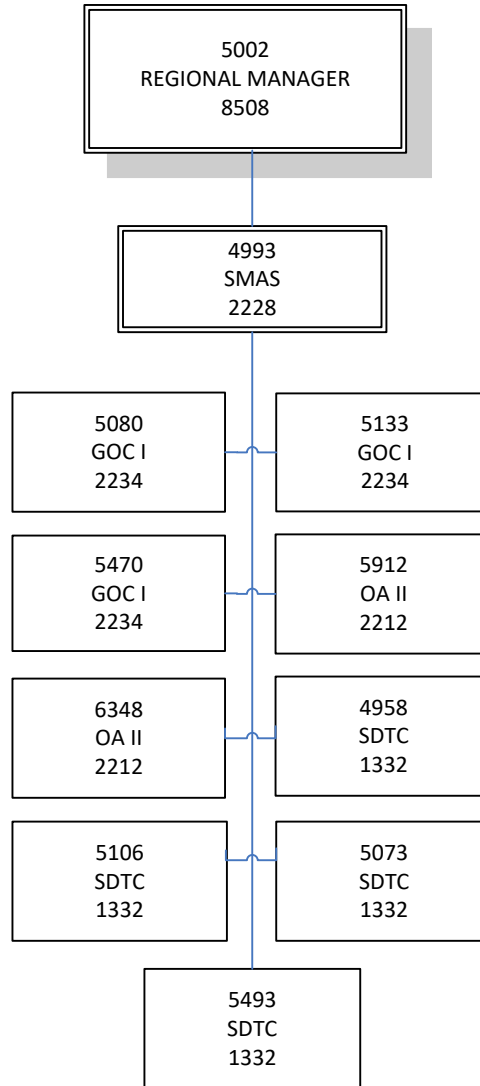 5002
REGIONAL MANAGER
8508
4993
SMAS
2228
5080
GOC I
2234
5133
GOC I
2234
5470
GOC I
2234
5912
OA II
2212
6348
OA II
2212
4958
SDTC
1332
5106
SDTC
1332
5073
SDTC
1332
5493
SDTC
1332